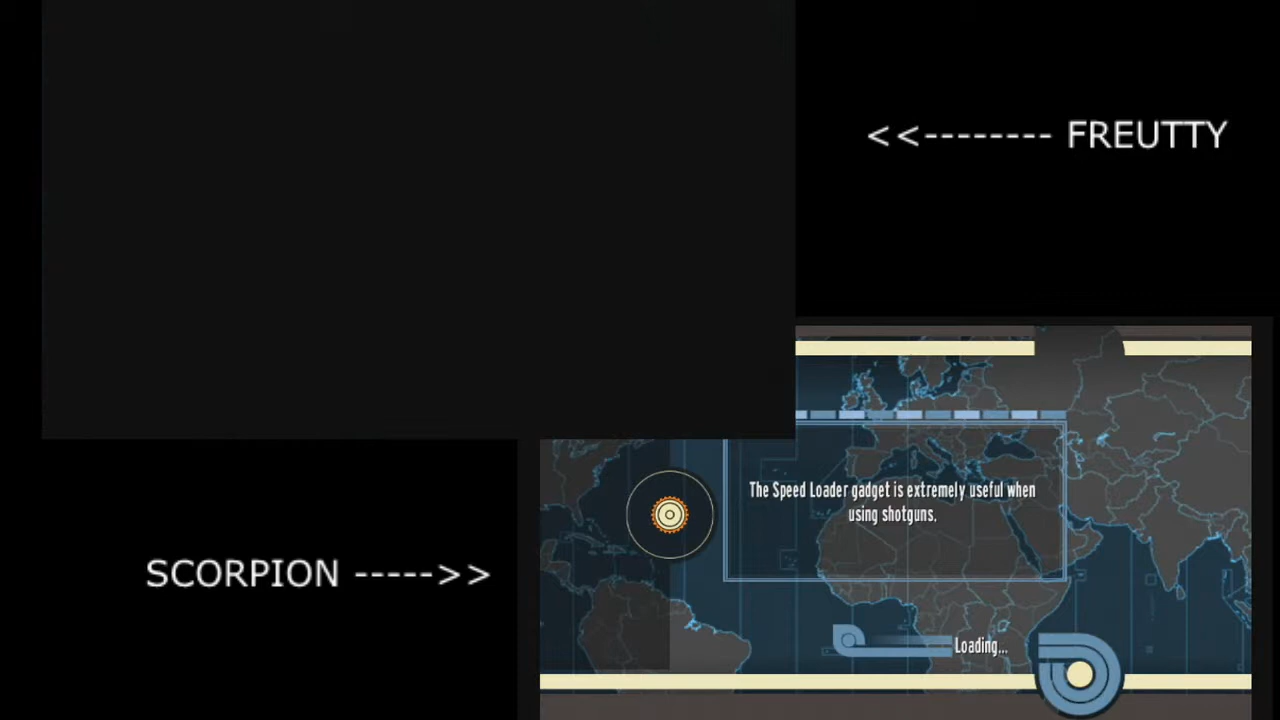 <<-------- FREUTTY
The Speed Loader gadget is extremely useful when
using shotguns.
SCORPION ----->>
Loading...